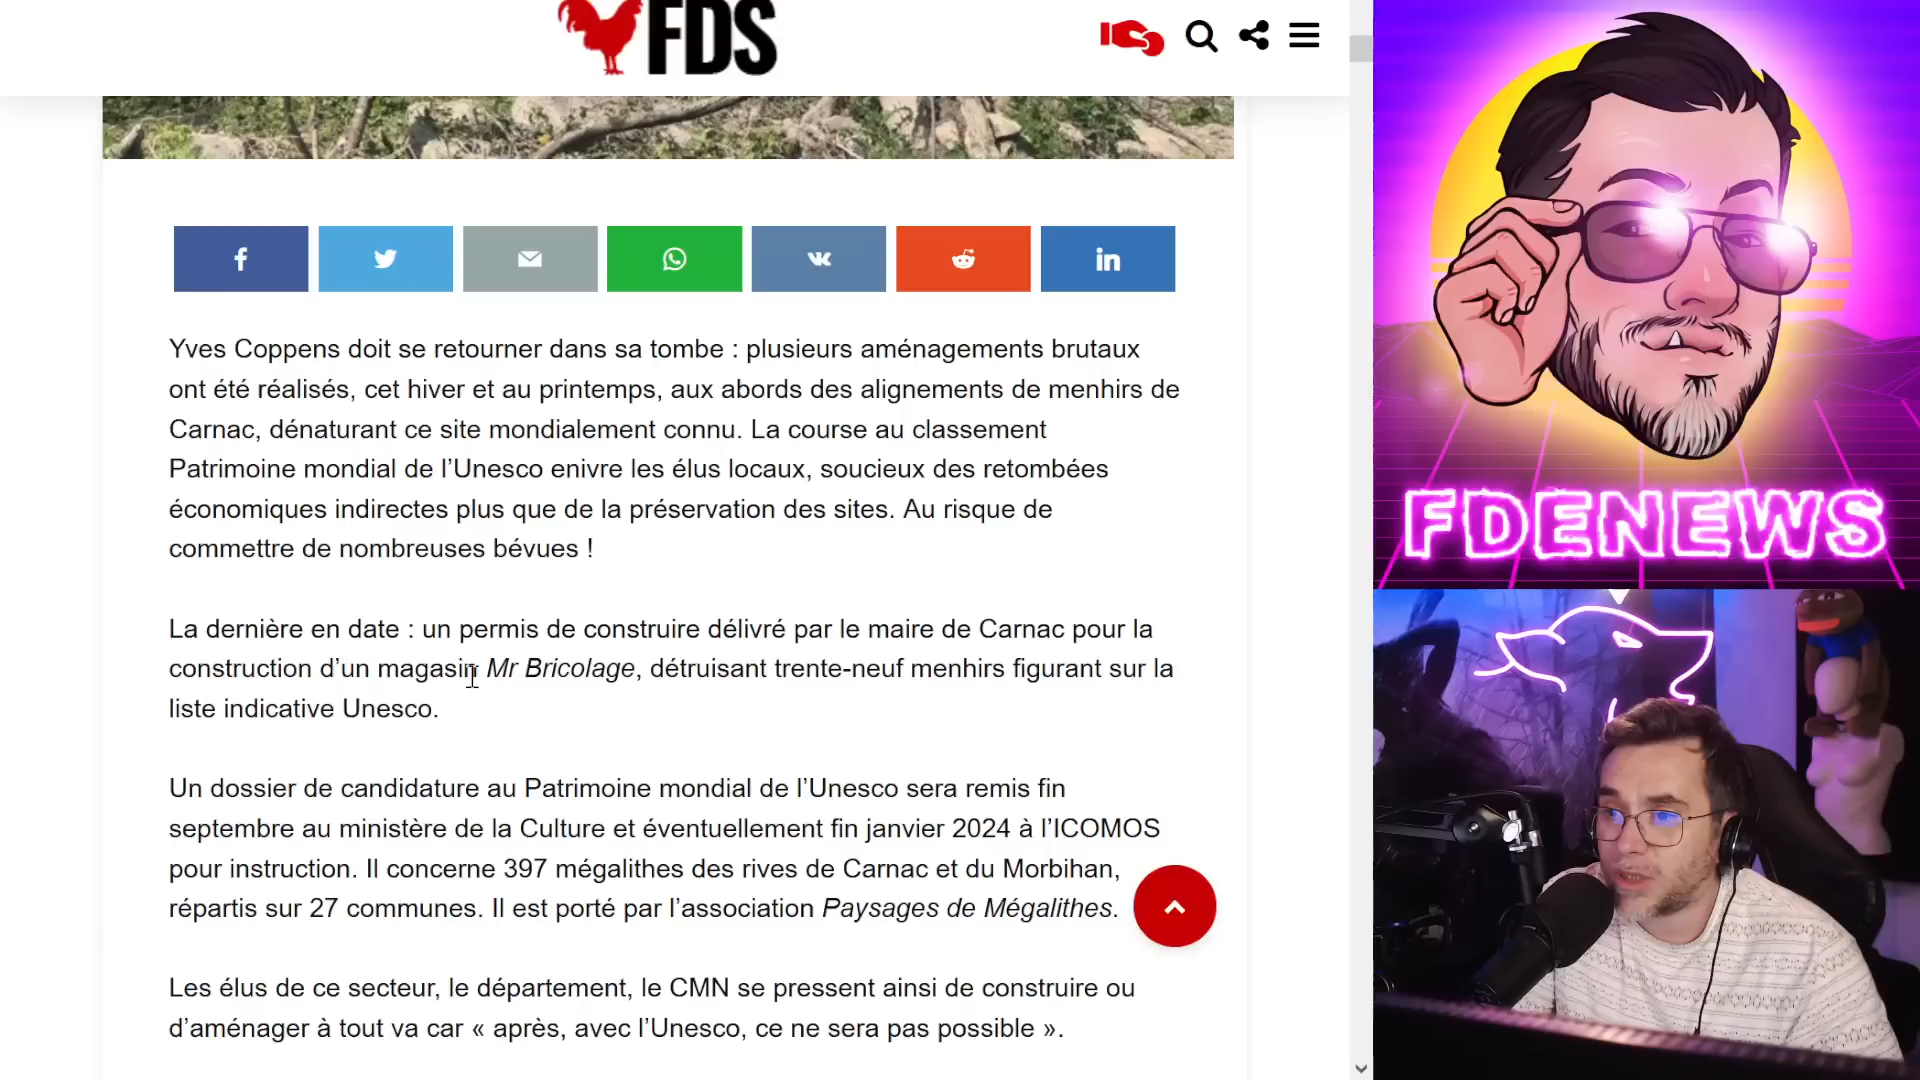 FDS
Yves Coppens doit se retourner dans sa tombe : plusieurs aménagements brutaux
ont été réalisés, cet hiver et au printemps, aux abords des alignements de menhirs de
Carnac, dénaturant ce site mondialement connu. La course au classement
Patrimoine mondial de l’Unesco enivre les élus locaux, soucieux des retombées
économiques indirectes plus que de la préservation des sites. Au risque de
commettre de nombreuses bévues !
La dernière en date : un permis de construire délivré par le maire de Carnac pour la
construction d’un magasin Mr Bricolage, détruisant trente-neuf menhirs figurant sur la
liste indicative Unesco.
Un dossier de candidature au Patrimoine mondial de l’Unesco sera remis fin
septembre au ministère de la Culture et éventuellement fin janvier 2024 à l’ICOMOS
pour instruction. Il concerne 397 mégalithes des rives de Carnac et du Morbihan,
répartis sur 27 communes. Il est porté par l’association Paysages de Mégalithes.
Les élus de ce secteur, le département, le CMN se pressent ainsi de construire ou
d’aménager à tout va car « après, avec l’Unesco, ce ne sera pas possible ».
FDENEWS